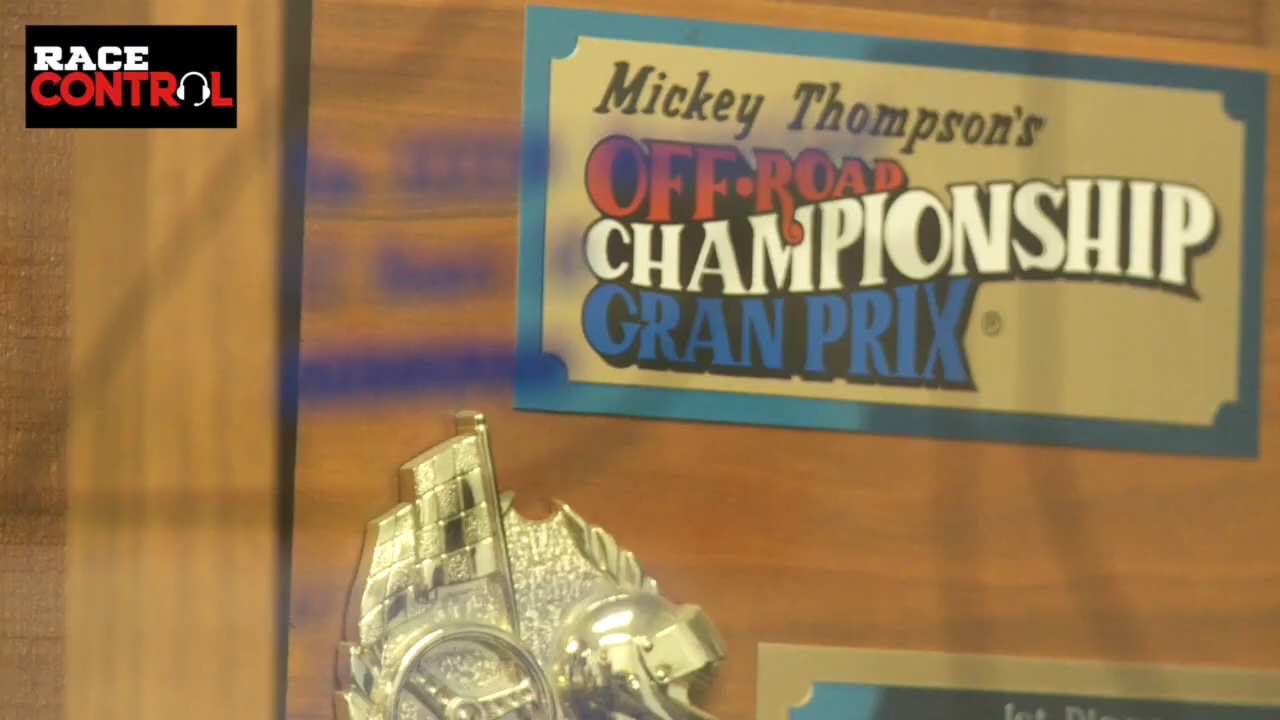 RACE
CONTROL
Mickey Thompson's
OFF-ROAD
CHAMPIONSHIP
GRAN PRIX ®